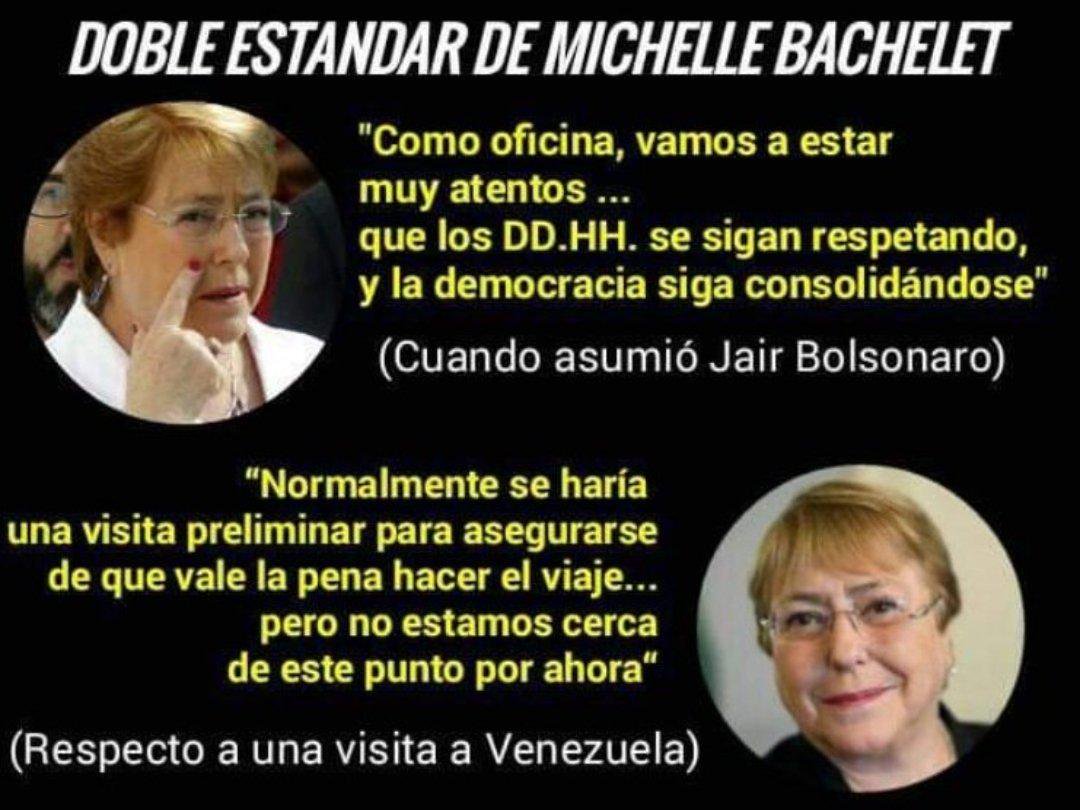 DOBLE ESTANDAR DE MICHELLE BACHELET
"Como oficina, vamos a estar
muy atentos ...
que los DD.HH. se sigan respetando,
y la democracia siga consolidándose"
(Cuando asumió Jair Bolsonaro)
“Normalmente se haría
una visita preliminar para asegurarse
de que vale la pena hacer el viaje...
pero no estamos cerca
de este punto por ahora“
(Respecto a una visita a Venezuela)